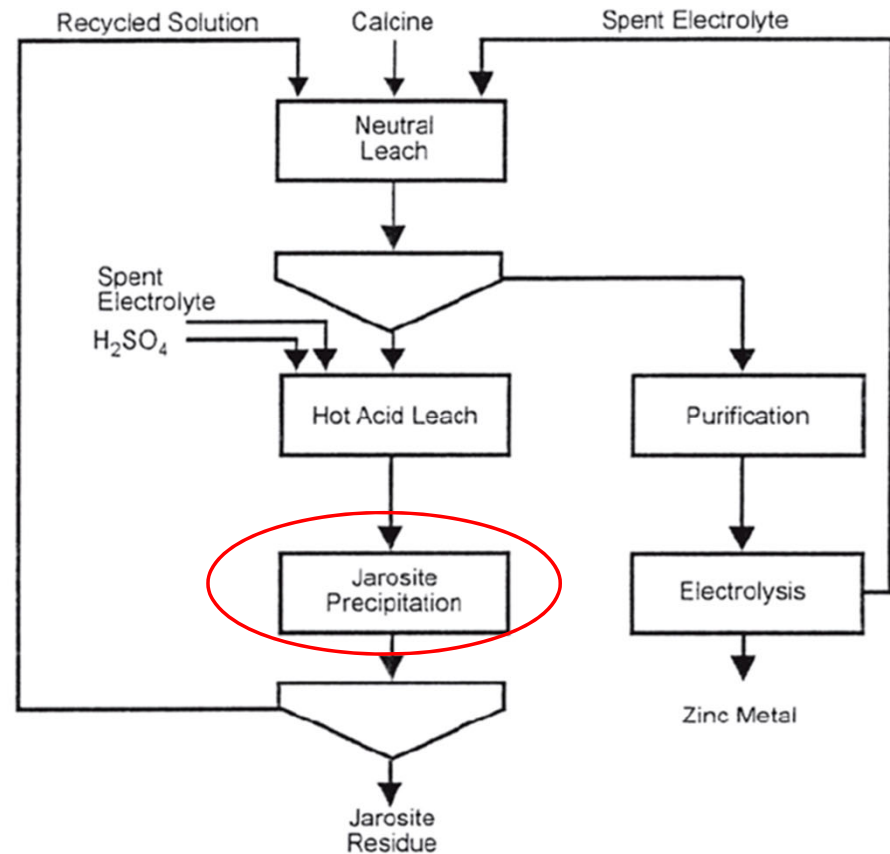 Recycled Solution
Calcine
Spent Electrolyte
Neutral
Leach
Spent
Electrolyte
H₂SO₄
Hot Acid Leach
Purification
Jarosite
Precipitation
Electrolysis
Zinc Metal
Jarosite
Residue